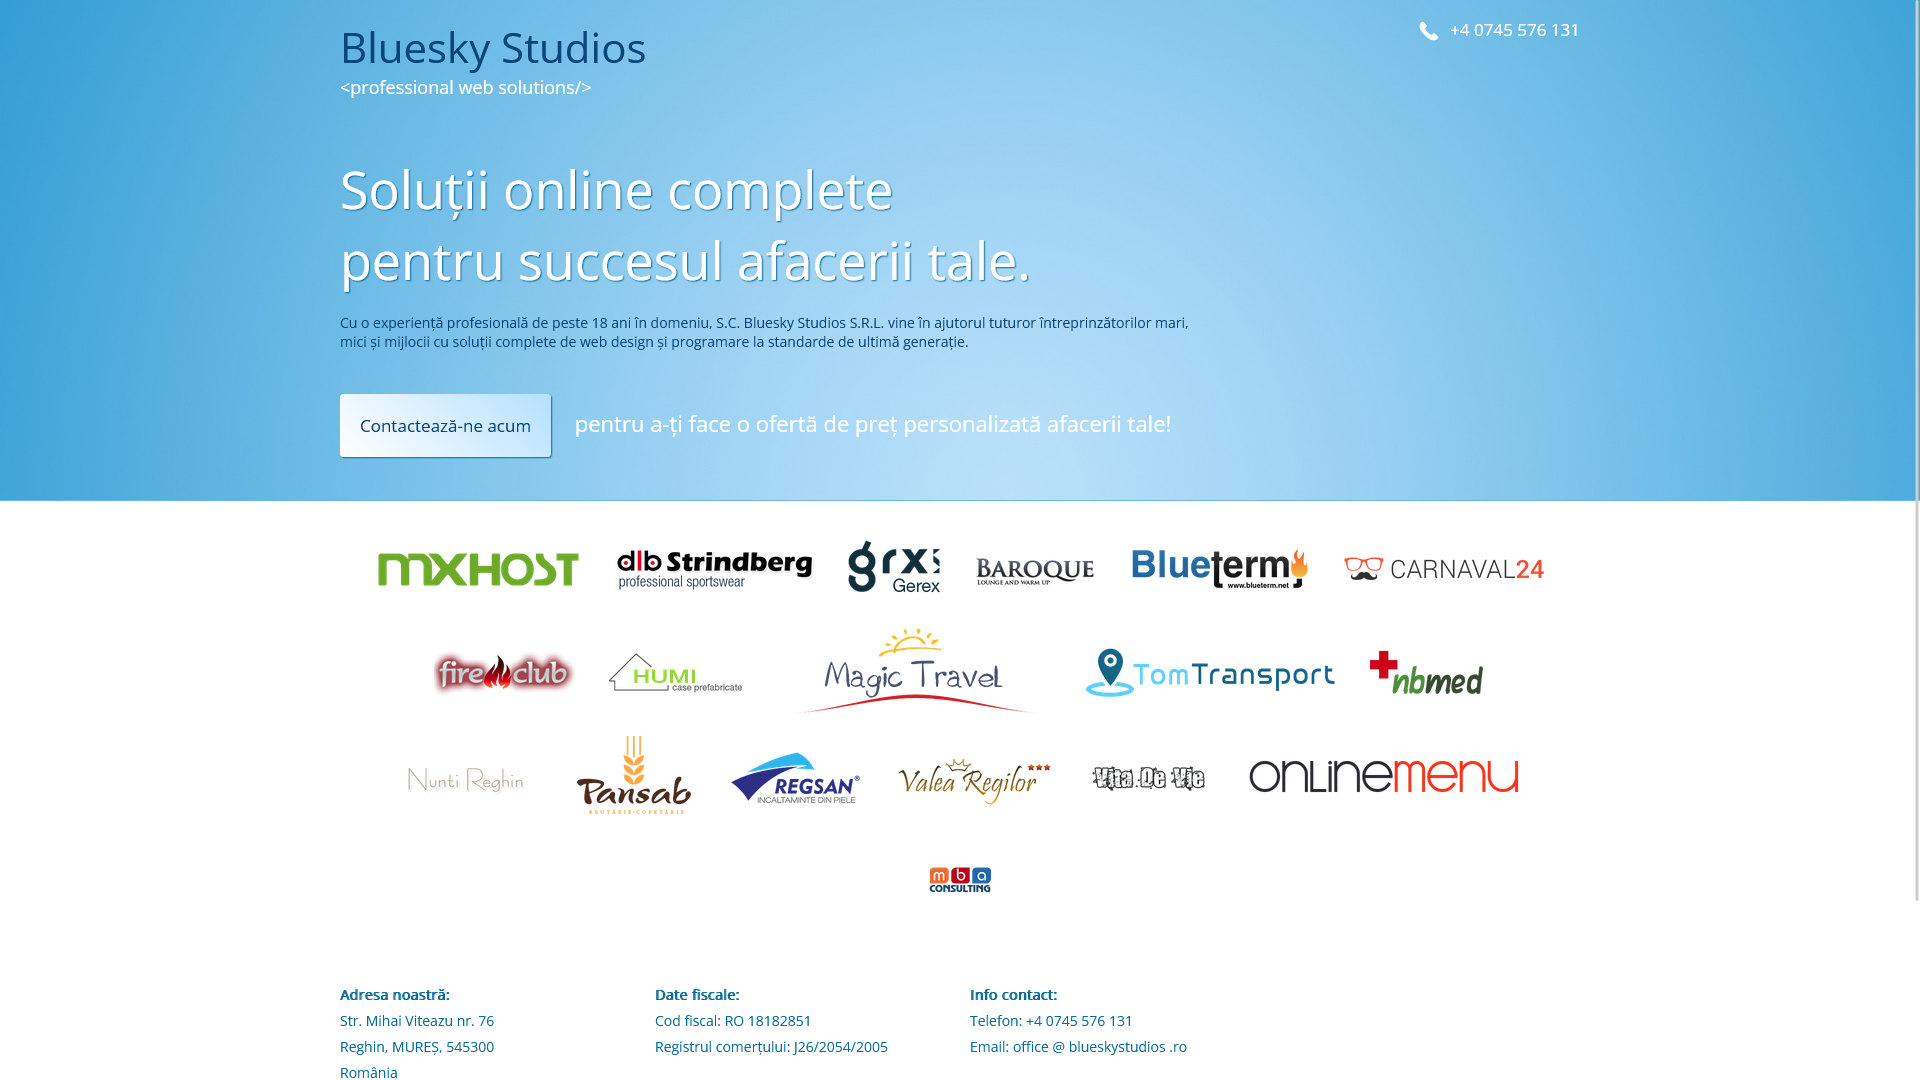 Bluesky Studios
+4 0745 576 131
<professional web solutions/>
Soluții online complete
pentru succesul afacerii tale.
Cu o experiență profesională de peste 18 ani în domeniu, S.C. Bluesky Studios S.R.L. vine în ajutorul tuturor întreprinzătorilor mari,
mici și mijlocii cu soluții complete de web design și programare la standarde de ultimă generație.
Contactează-ne acum
pentru a-ți face o ofertă de preț personalizată afacerii tale!
MXHOST
dlb Strindberg
professional sportswear
grx
Gerex
BAROQUE
LOUNGE AND WARM UP
Blueterm
www.blueterm.net
CARNAVAL24
fire club
HUMI
case prefabricate
Magic Travel
TomTransport
nbmed
Nunti Reghin
Pansab
BRUTĂRIE•COFETĂRIE
REGSAN®
INCALTAMINTE DIN PIELE
Valea Regilor
Vita De Vie
onlinemenu
mba
CONSULTING
Adresa noastră:
Str. Mihai Viteazu nr. 76
Reghin, MUREȘ, 545300
România
Date fiscale:
Cod fiscal: RO 18182851
Registrul comerțului: J26/2054/2005
Info contact:
Telefon: +4 0745 576 131
Email: office @ blueskystudios .ro